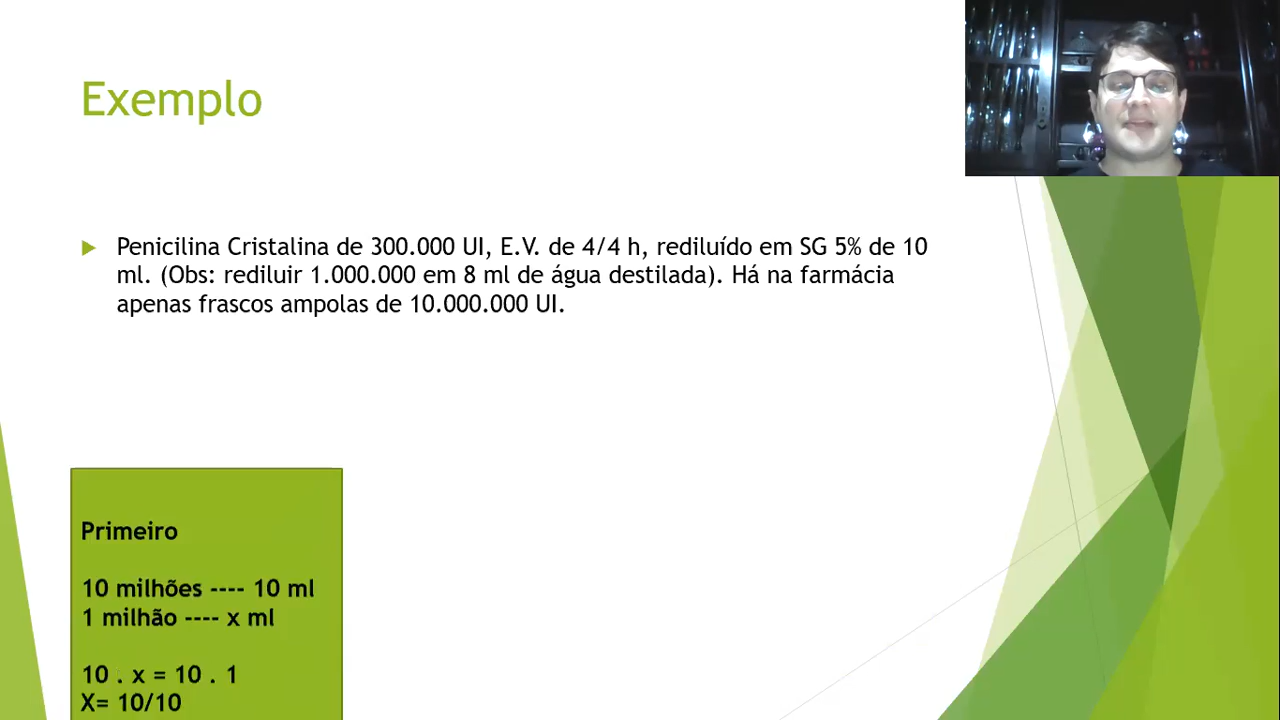 Exemplo
Penicilina Cristalina de 300.000 UI, E.V. de 4/4 h, rediluído em SG 5% de 10
ml. (Obs: rediluir 1.000.000 em 8 ml de água destilada). Há na farmácia
apenas frascos ampolas de 10.000.000 UI.
Primeiro
10 milhões ---- 10 ml
1 milhão ---- x ml
10 . x = 10 . 1
X= 10/10